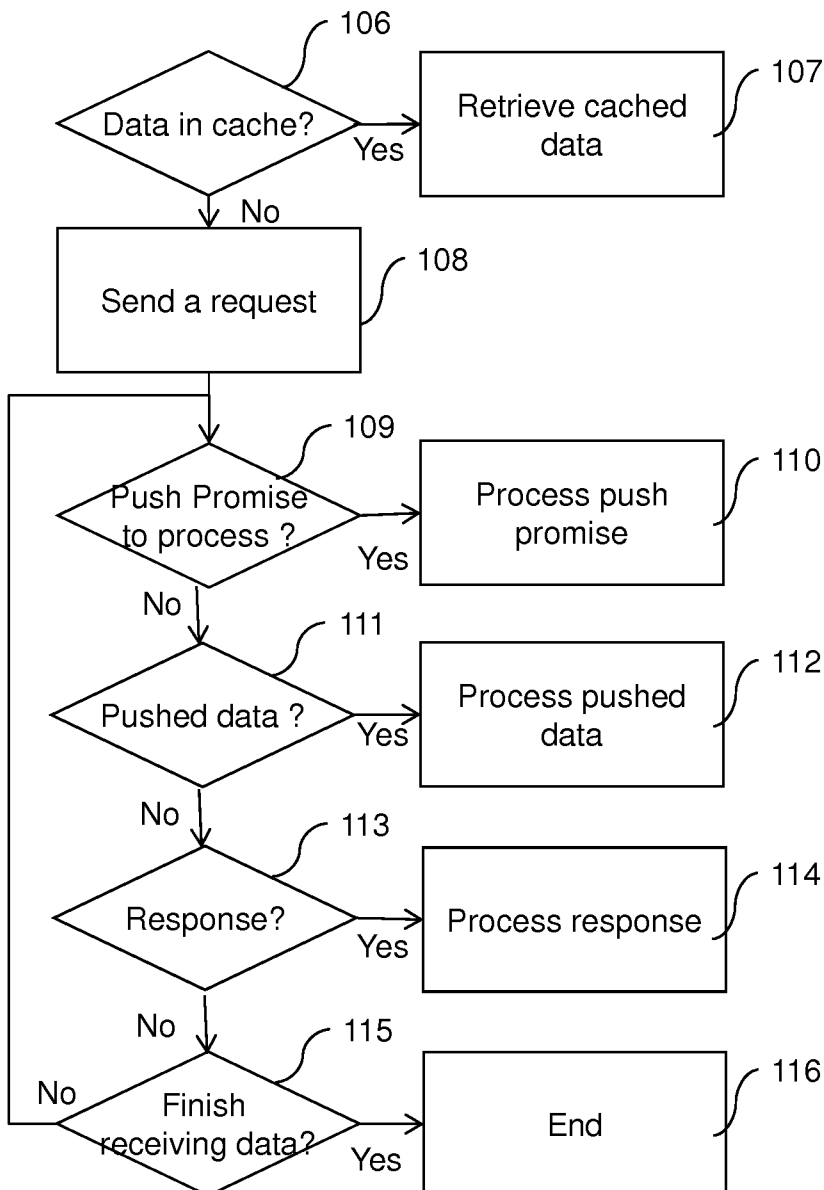 106
Data in cache?
Yes
Retrieve cached
data
107
No
Send a request
108
109
Push Promise
to process ?
Yes
Process push
promise
110
No
111
Pushed data ?
Yes
Process pushed
data
112
No
113
Response?
Yes
Process response
114
No
115
No
Finish
receiving data?
Yes
End
116